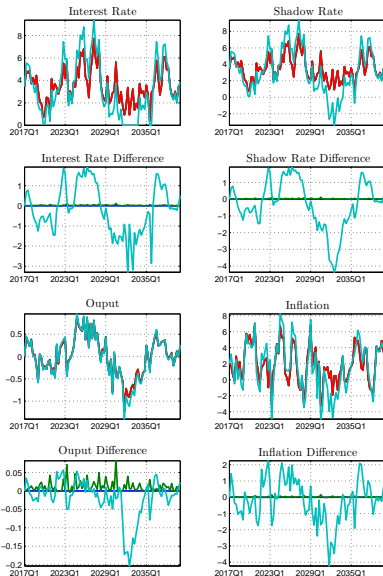 Interest Rate
Shadow Rate
8
6
4
2
0
2017Q1 2023Q1 2029Q1 2035Q1
8
6
4
2
0
−2
2017Q1 2023Q1 2029Q1 2035Q1
Interest Rate Difference
Shadow Rate Difference
1
0
−1
−2
−3
2017Q1 2023Q1 2029Q1 2035Q1
1
0
−1
−2
−3
−4
2017Q1 2023Q1 2029Q1 2035Q1
Ouput
Inflation
0.5
0
−0.5
−1
2017Q1 2023Q1 2029Q1 2035Q1
8
6
4
2
0
−2
−4
2017Q1 2023Q1 2029Q1 2035Q1
Ouput Difference
Inflation Difference
0.05
0
−0.05
−0.1
−0.15
−0.2
2017Q1 2023Q1 2029Q1 2035Q1
2
1
0
−1
−2
−3
−4
2017Q1 2023Q1 2029Q1 2035Q1